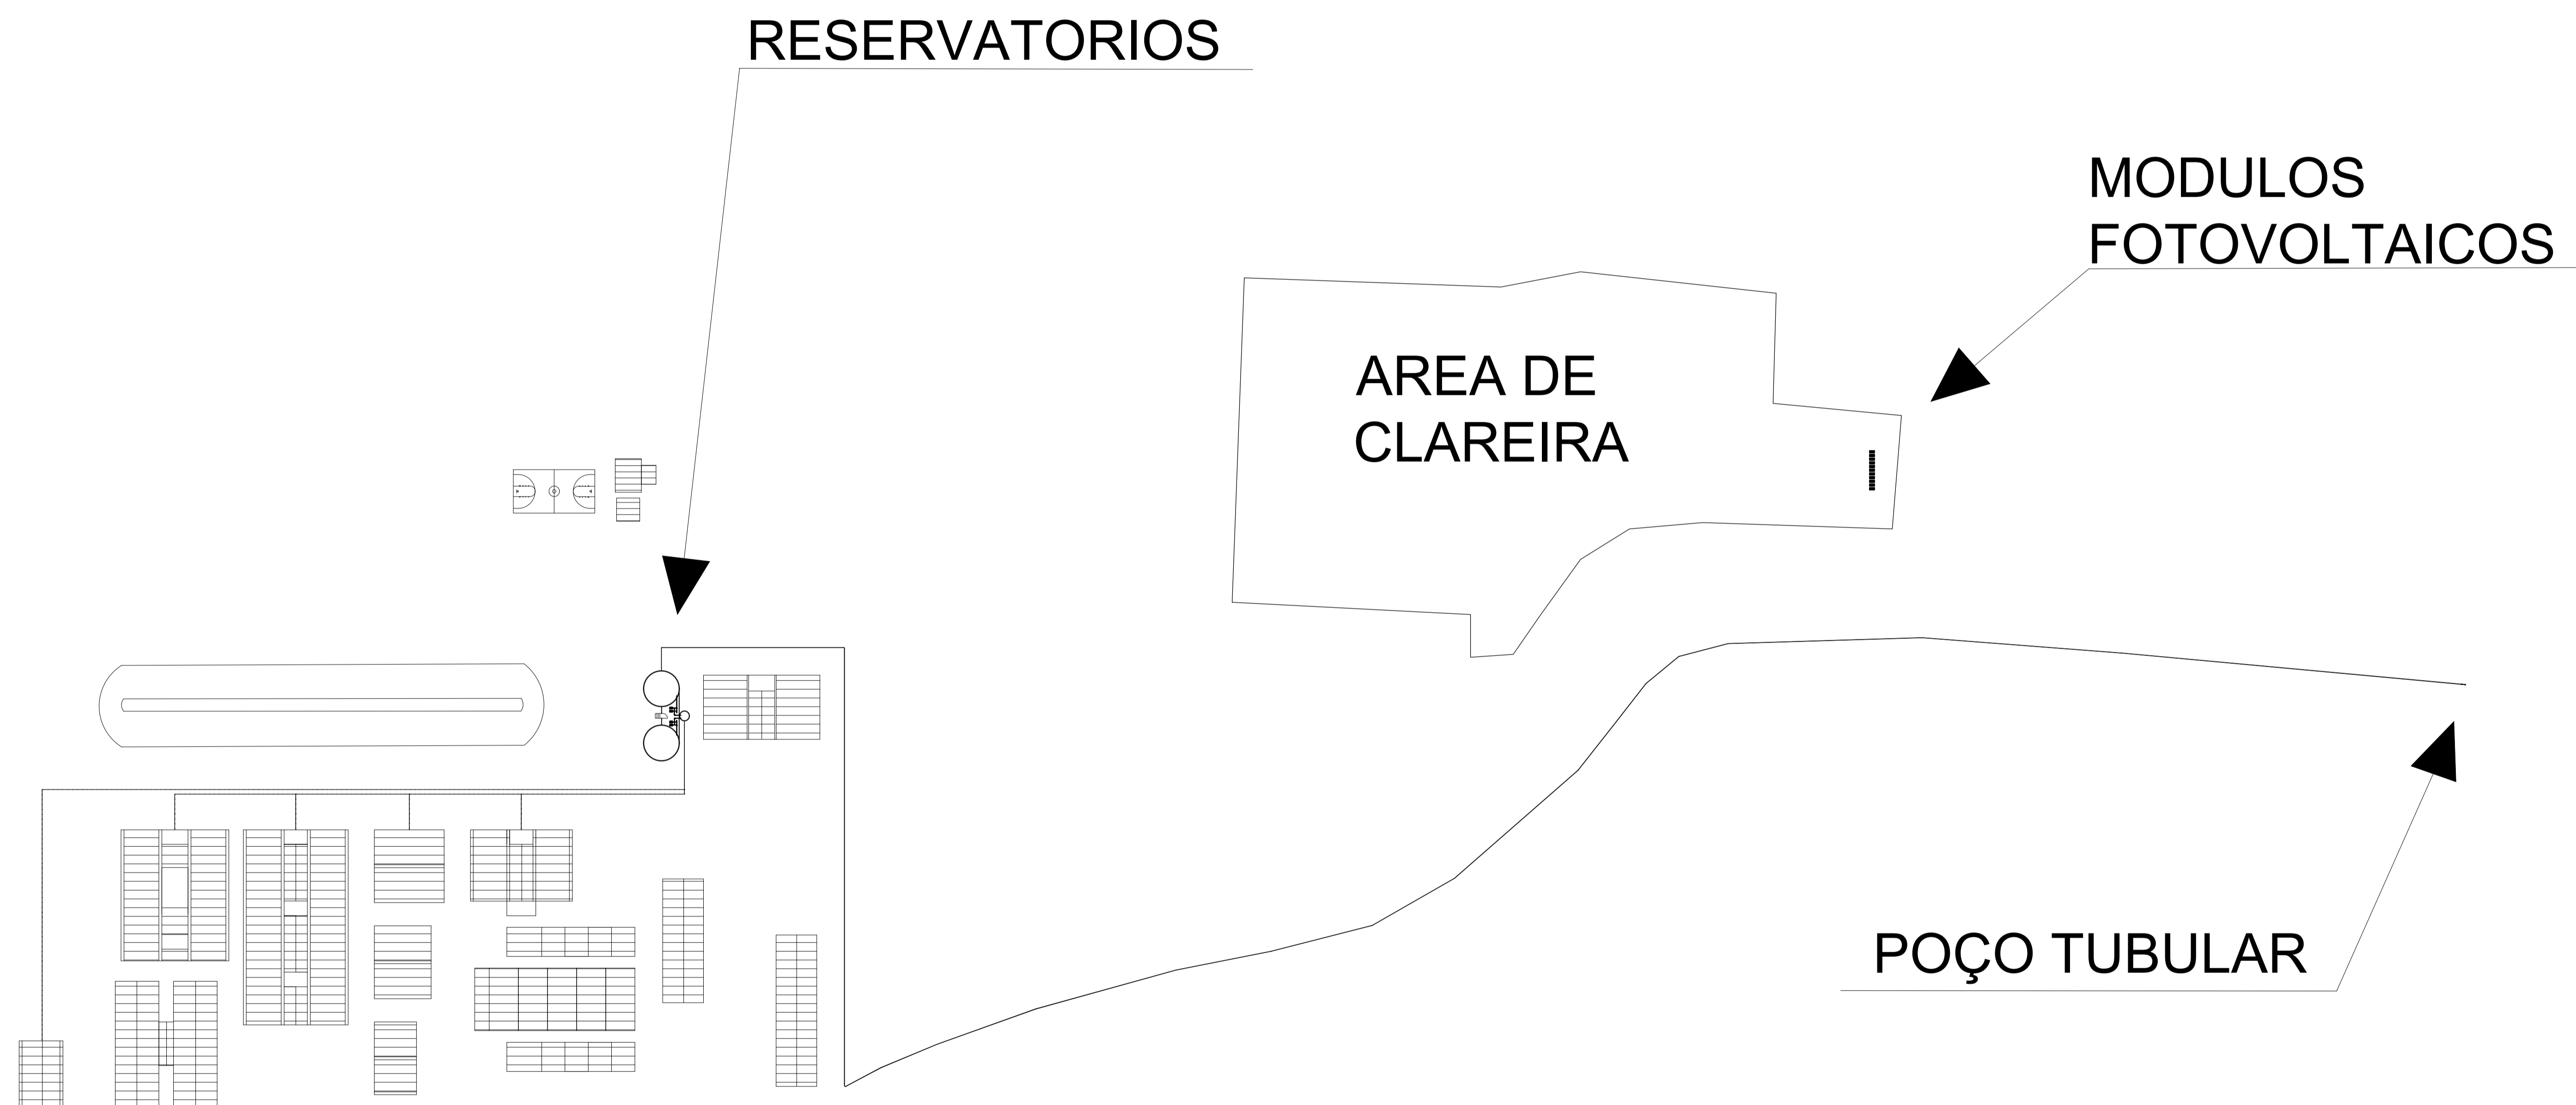 RESERVATORIOS
MODULOS
FOTOVOLTAICOS
AREA DE
CLAREIRA
POÇO TUBULAR